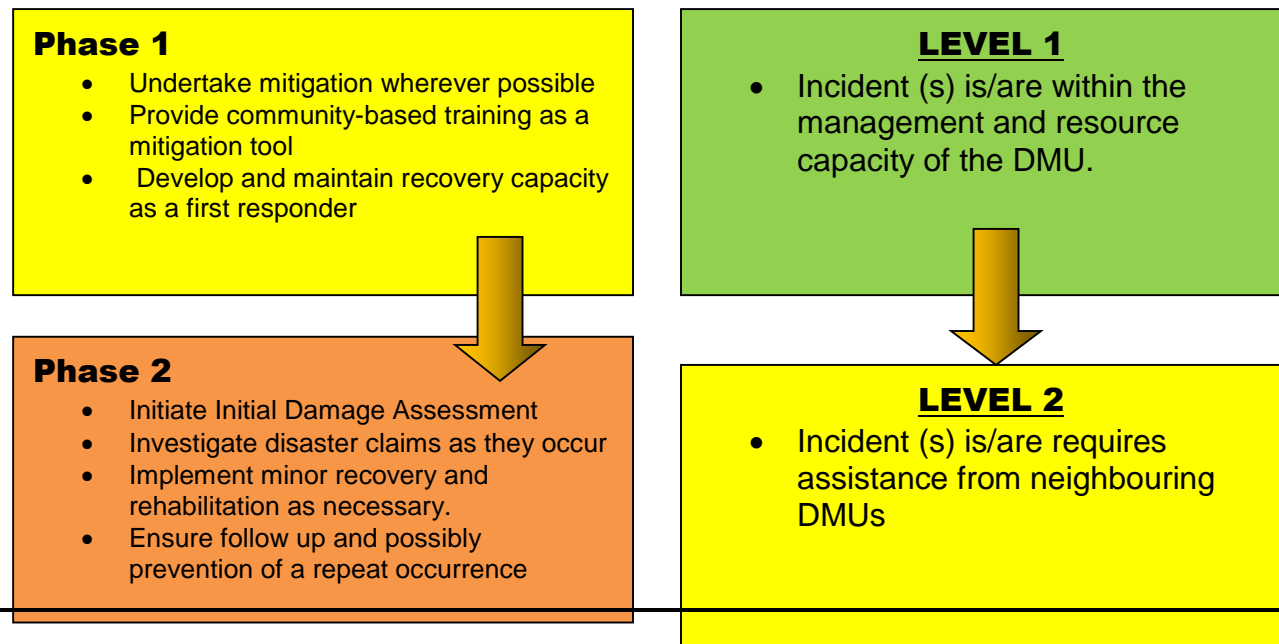 Phase 1
• Undertake mitigation wherever possible
• Provide community-based training as a
mitigation tool
• Develop and maintain recovery capacity
as a first responder
Phase 2
• Initiate Initial Damage Assessment
• Investigate disaster claims as they occur
• Implement minor recovery and
rehabilitation as necessary.
• Ensure follow up and possibly
prevention of a repeat occurrence
LEVEL 1
• Incident (s) is/are within the
management and resource
capacity of the DMU.
LEVEL 2
• Incident (s) is/are requires
assistance from neighbouring
DMUs